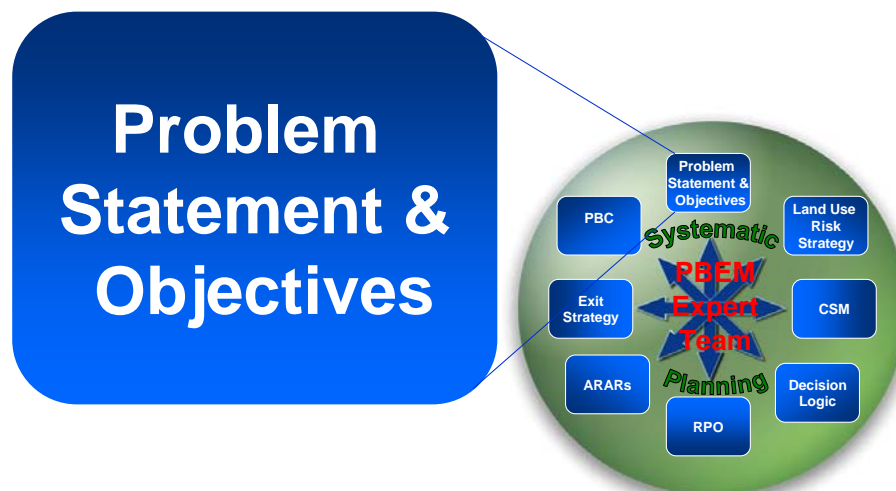 Problem
Statement &
Objectives
Problem
Statement &
Objectives
PBC
Land Use
Risk
Strategy
Systematic
PBEM
Expert
Team
Exit
Strategy
CSM
Planning
ARARs
Decision
Logic
RPO